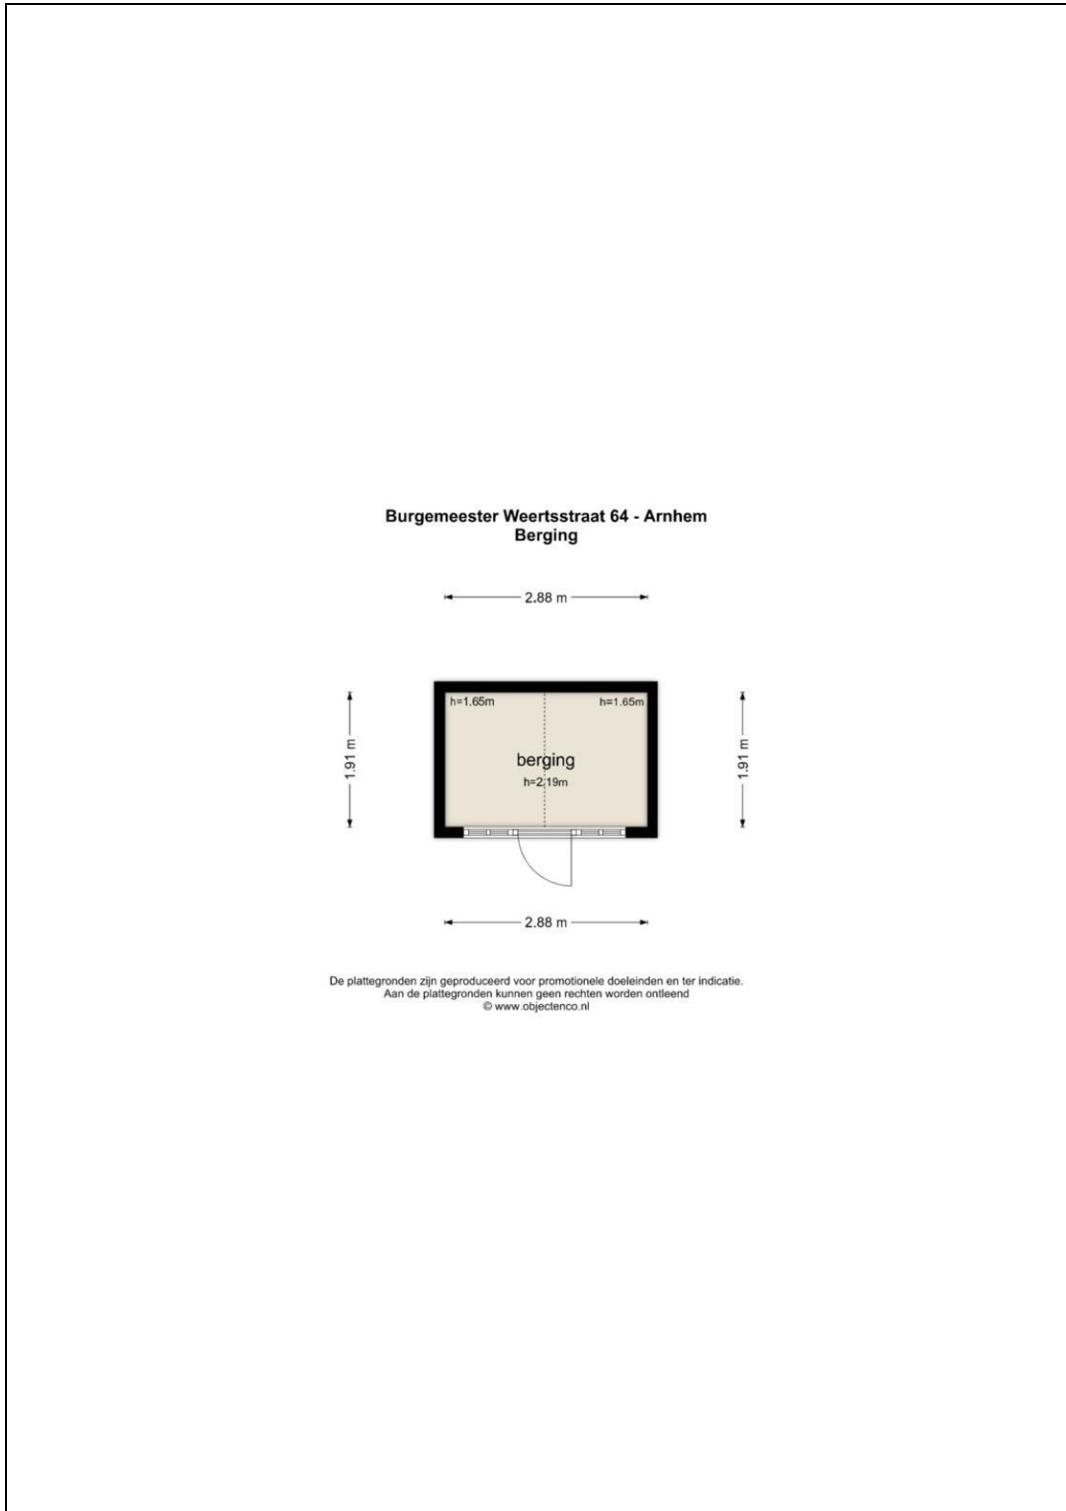 Burgemeester Weertsstraat 64 - Arnhem
Berging
2.88 m
h=1.65m
h=1.65m
1.91 m
berging
1.91 m
h=2.19m
2.88 m
De plattegronden zijn geproduceerd voor promotionele doeleinden en ter indicatie.
Aan de plattegronden kunnen geen rechten worden ontleend
© www.objectenco.nl